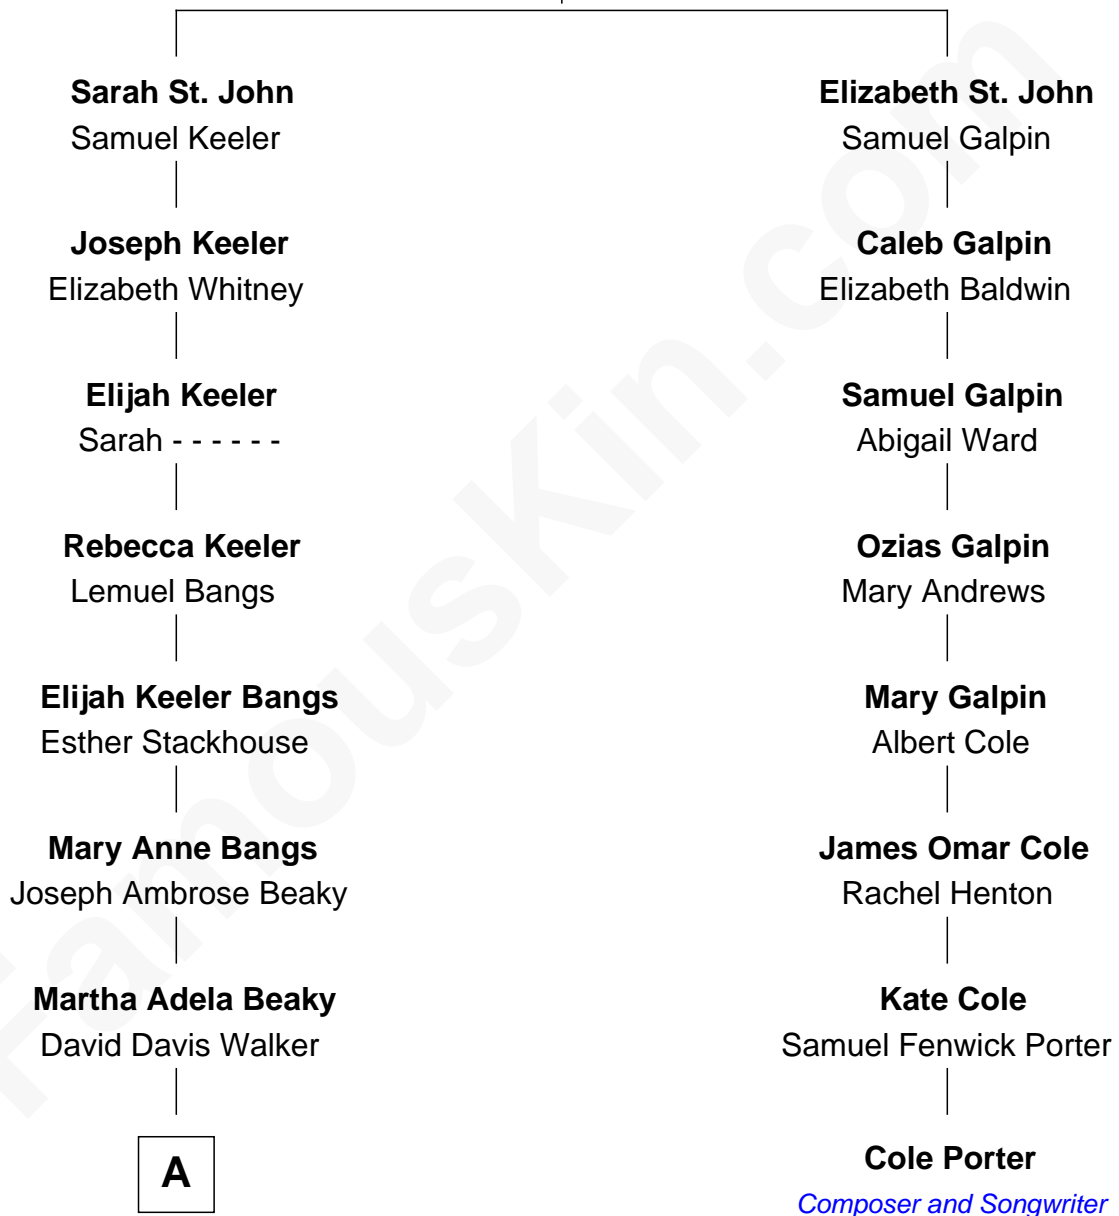 Sarah St. John
Samuel Keeler
Joseph Keeler
Elizabeth Whitney
Elijah Keeler
Sarah - - - - - -
Rebecca Keeler
Lemuel Bangs
Elijah Keeler Bangs
Esther Stackhouse
Mary Anne Bangs
Joseph Ambrose Beaky
Martha Adela Beaky
David Davis Walker
A
Elizabeth St. John
Samuel Galpin
Caleb Galpin
Elizabeth Baldwin
Samuel Galpin
Abigail Ward
Ozias Galpin
Mary Andrews
Mary Galpin
Albert Cole
James Omar Cole
Rachel Henton
Kate Cole
Samuel Fenwick Porter
Cole Porter
Composer and Songwriter
FamousKin.com